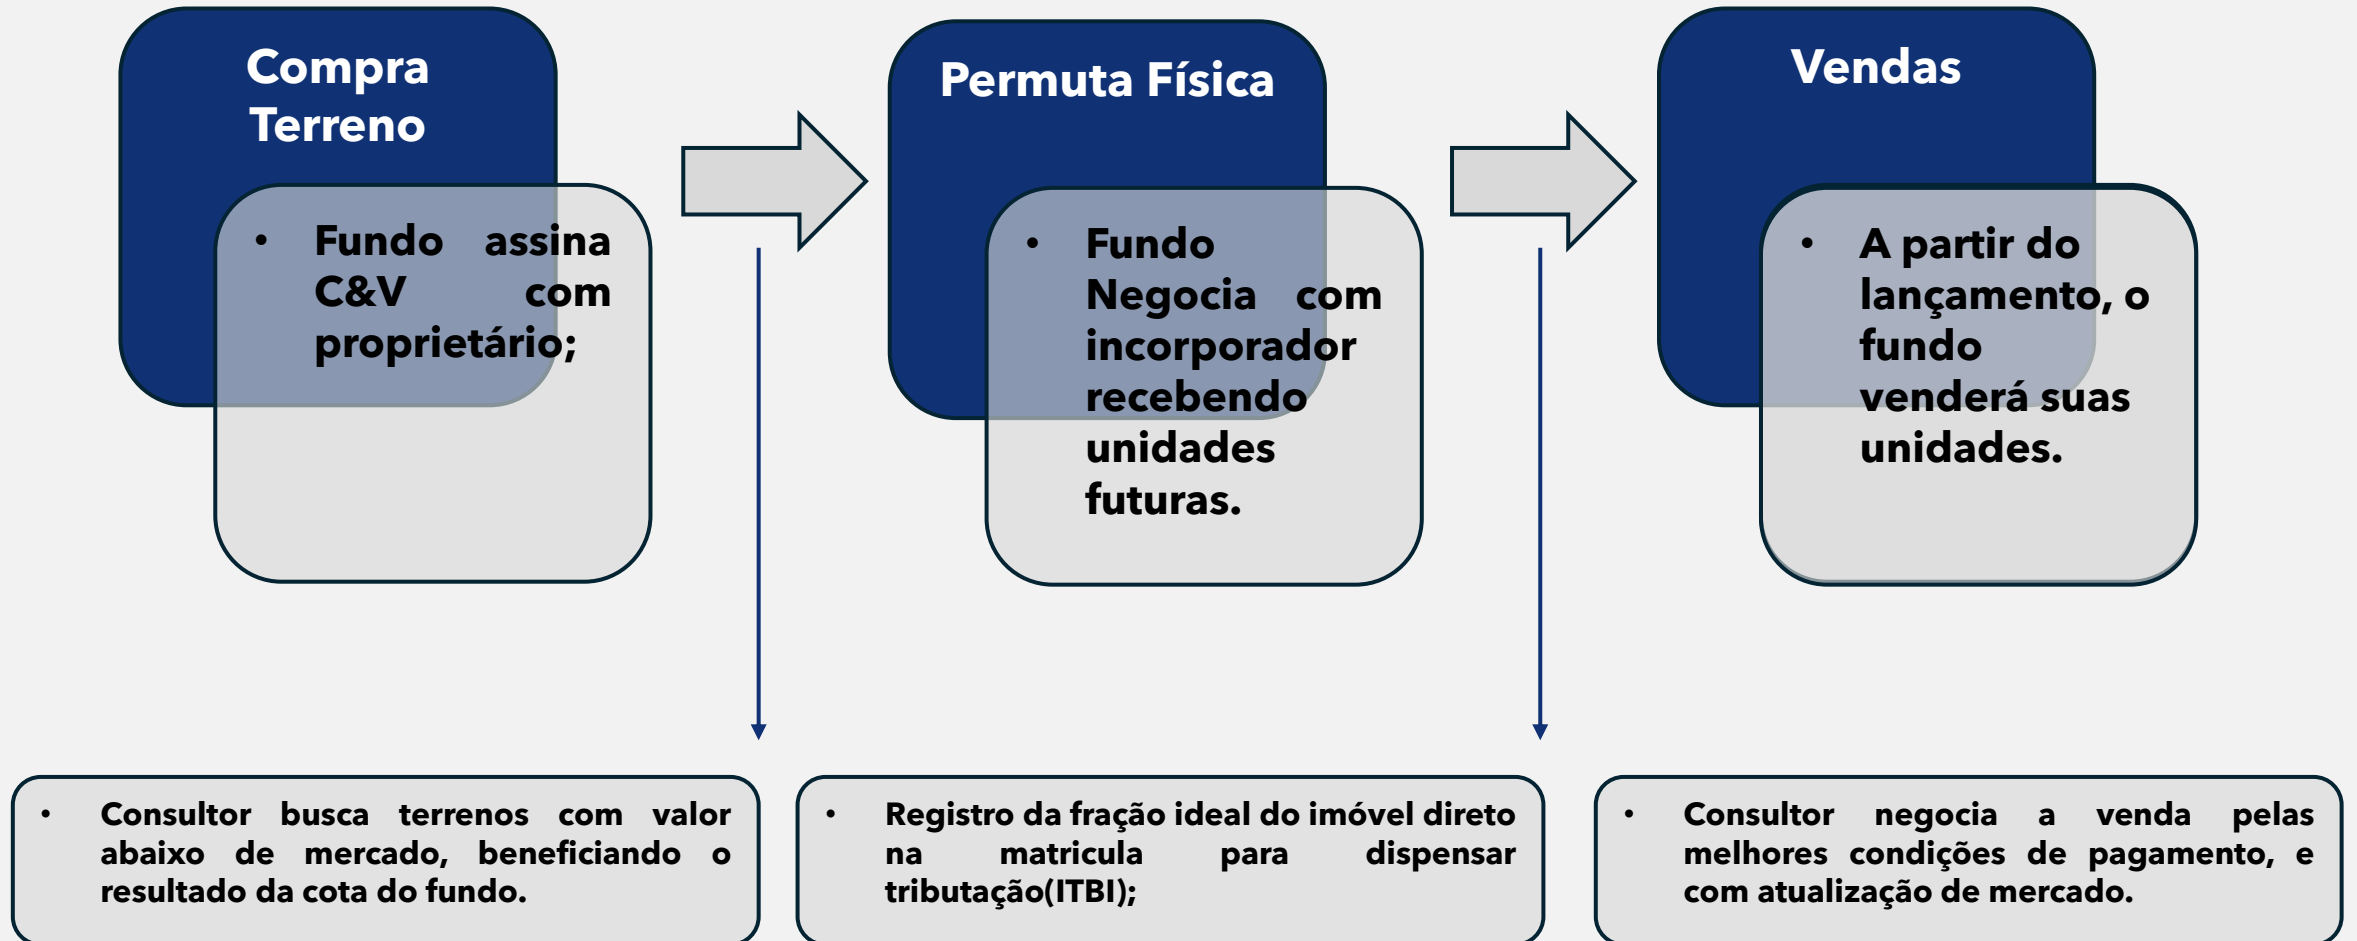 Compra
Terreno
• Fundo assina
C&V com
proprietário;
Permuta Física
• Fundo
Negocia com
incorporador
recebendo
unidades
futuras.
Vendas
• A partir do
lançamento, o
fundo
venderá suas
unidades.
• Consultor busca terrenos com valor
abaixo de mercado, beneficiando o
resultado da cota do fundo.
• Registro da fração ideal do imóvel direto
na matricula para dispensar
tributação(ITBI);
• Consultor negocia a venda pelas
melhores condições de pagamento, e
com atualização de mercado.